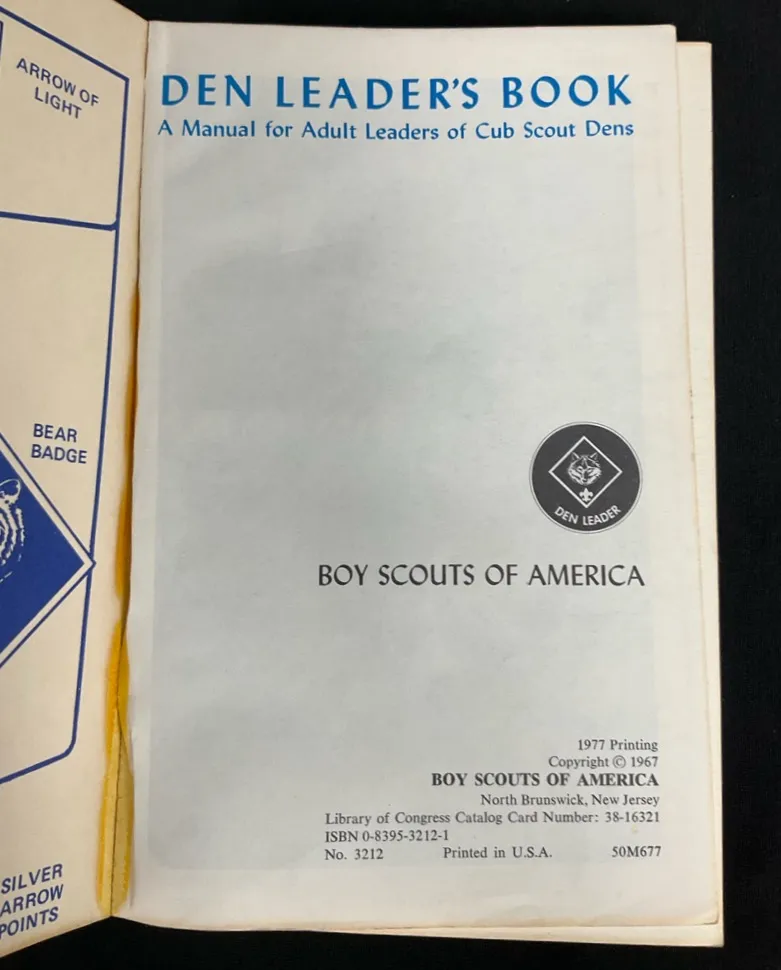 ARROW OF
LIGHT
BEAR
BADGE
SILVER
ARROW
POINTS
DEN LEADER'S BOOK
A Manual for Adult Leaders of Cub Scout Dens
DEN LEADER
BOY SCOUTS OF AMERICA
1977 Printing
Copyright © 1967
BOY SCOUTS OF AMERICA
North Brunswick, New Jersey
Library of Congress Catalog Card Number: 38-16321
ISBN 0-8395-3212-1
No. 3212 Printed in U.S.A. 50M677